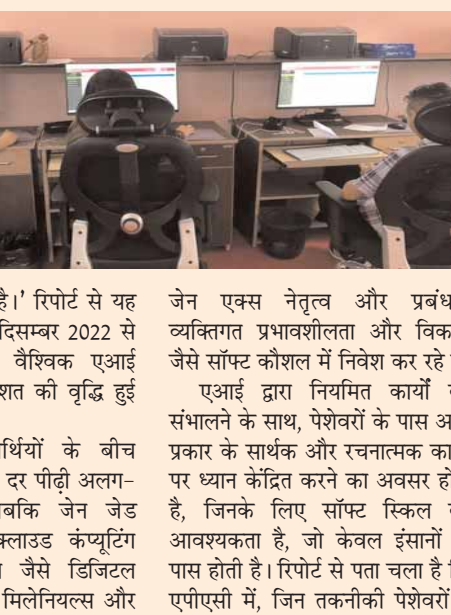 है।' रिपोर्ट से यह
दिसम्बर 2022 से
वैश्विक एआई
शत की वृद्धि हुई
र्थियों के बीच
दर पीढ़ी अलग-
बकि जेन जेड
क्लाउड कंप्यूटिंग
जैसे डिजिटल
मिलेनियल्स और
जेन एक्स नेतृत्व और प्रबंध
व्यक्तिगत प्रभावशीलता और विक
जैसे सॉफ्ट कौशल में निवेश कर रहे
एआई द्वारा नियमित कार्यों
संभालने के साथ, पेशेवरों के पास अ
प्रकार के सार्थक और रचनात्मक का
पर ध्यान केंद्रित करने का अवसर हो
है, जिनके लिए सॉफ्ट स्किल
आवश्यकता है, जो केवल इंसानों
पास होती है। रिपोर्ट से पता चला है
एपीएसी में, जिन तकनीकी पेशेवरों